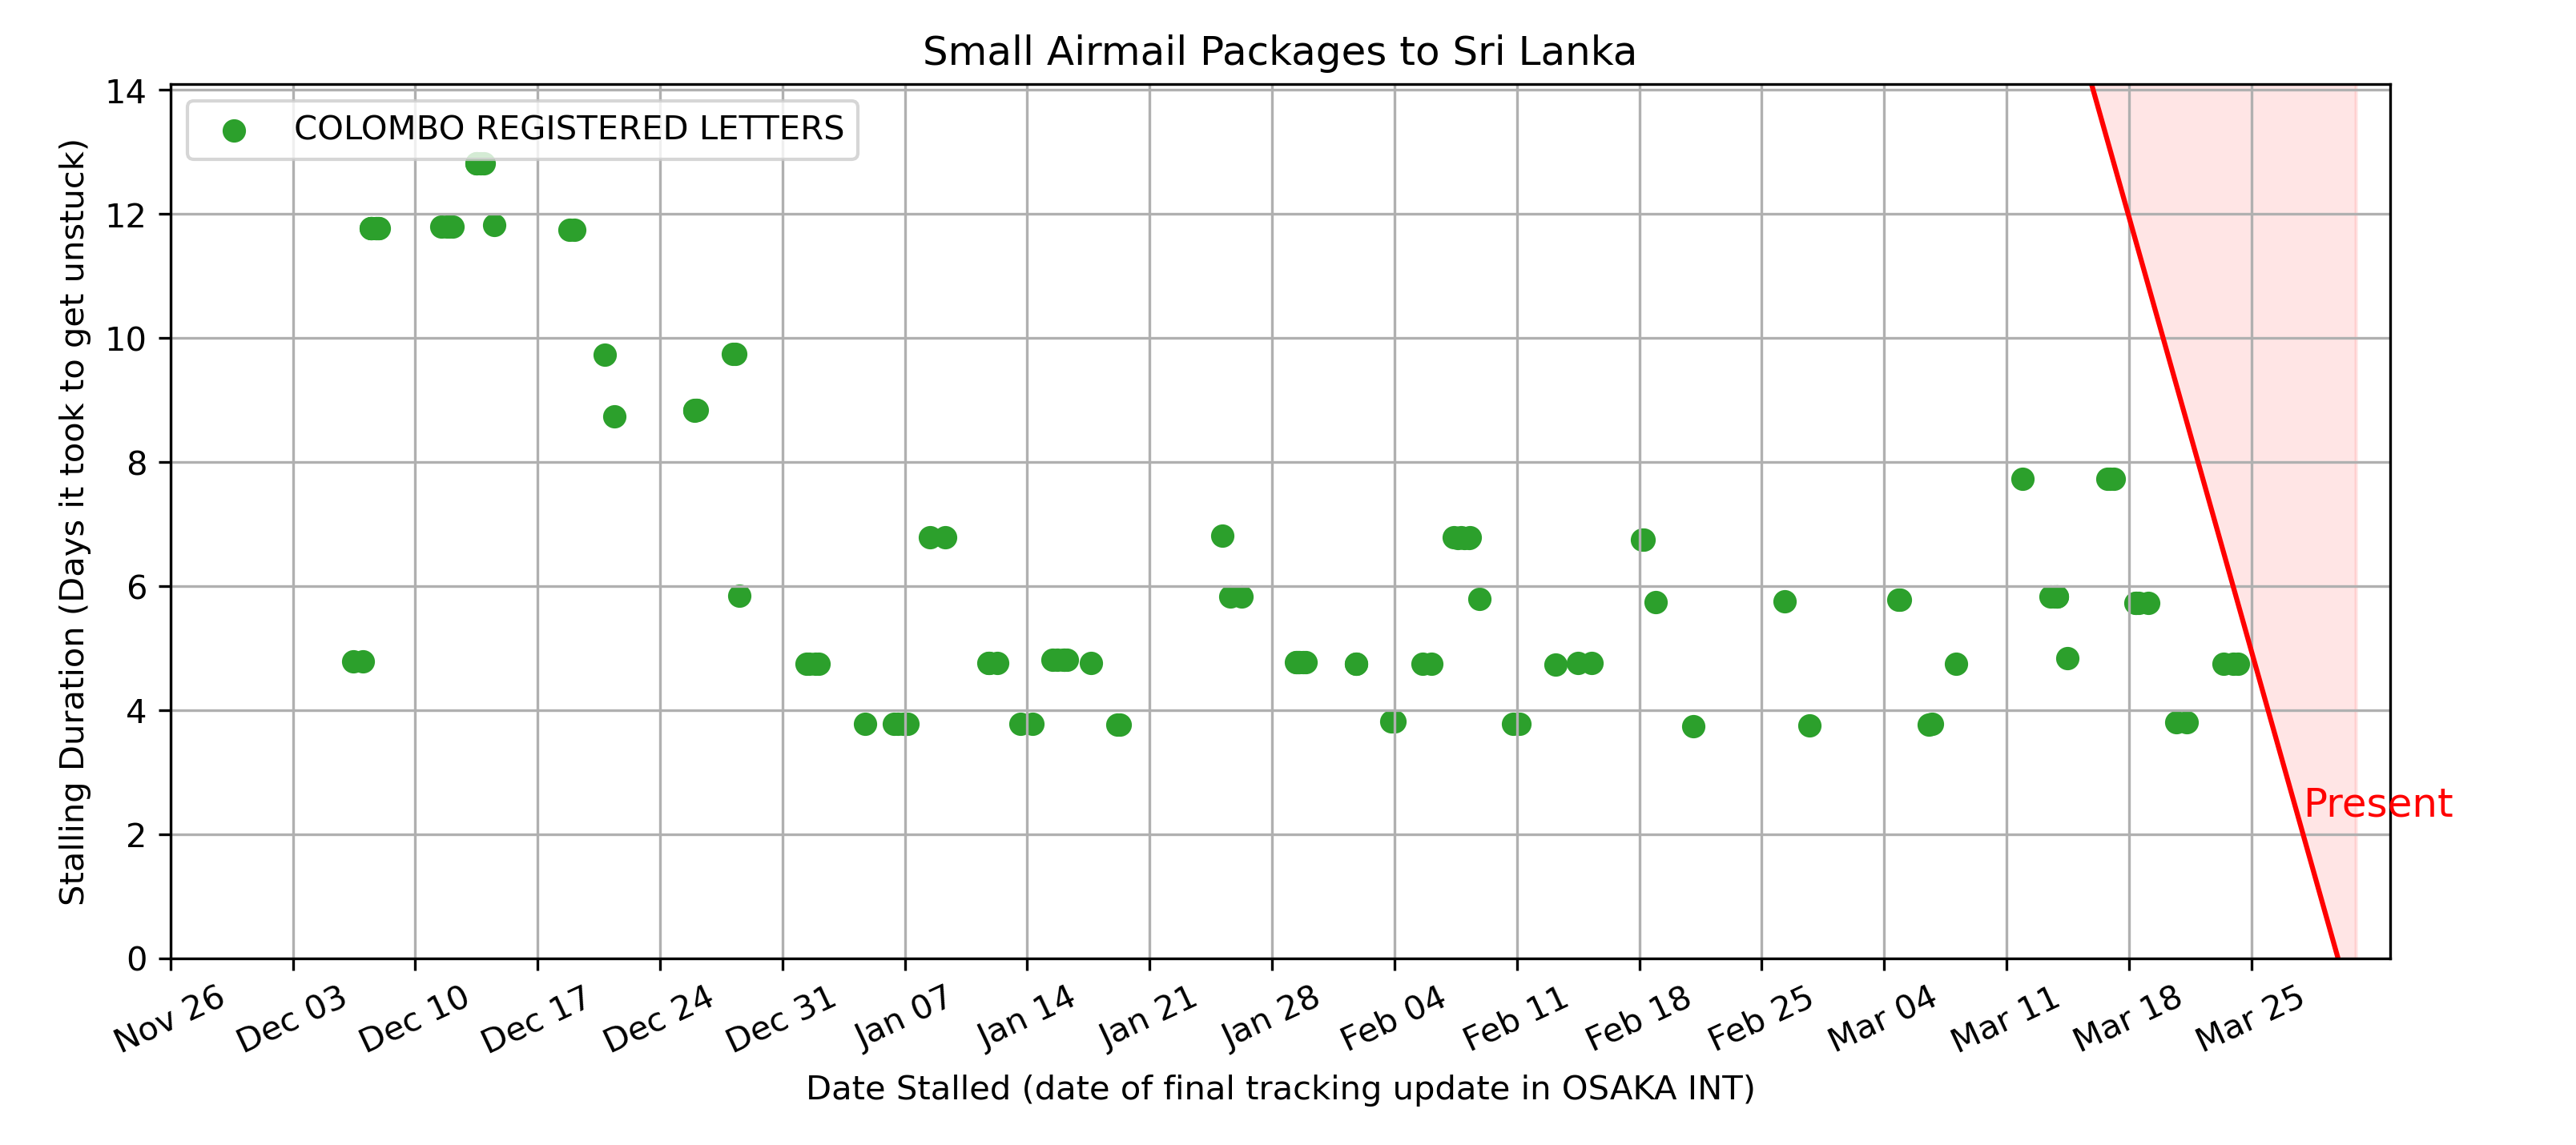 Small Airmail Packages to Sri Lanka
COLOMBO REGISTERED LETTERS
Stalling Duration (Days it took to get unstuck)
14
12
10
8
6
4
2
0
Present
Nov 26
Dec 03
Dec 10
Dec 17
Dec 24
Dec 31
Jan 07
Jan 14
Jan 21
Jan 28
Feb 04
Feb 11
Feb 18
Feb 25
Mar 04
Mar 11
Mar 18
Mar 25
Date Stalled (date of final tracking update in OSAKA INT)